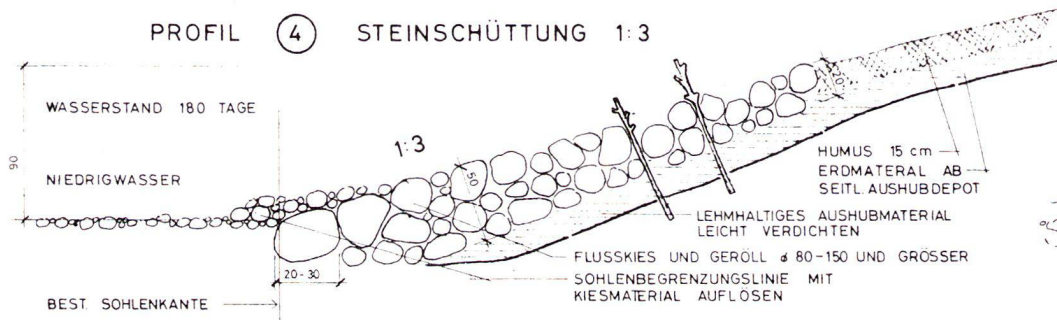 PROFIL 4 STEINSCHÜTTUNG 1:3
WASSERSTAND 180 TAGE
90
NIEDRIGWASSER
1:3
50
20
HUMUS 15 cm
ERDMATERAL AB
SEITL. AUSHUBDEPOT
LEHMHALTIGES AUSHUBMATERIAL
LEICHT VERDICHTEN
FLUSSKIES UND GERÖLL ø 80-150 UND GRÖSSER
SOHLENBEGRENZUNGSLINIE MIT
KIESMATERIAL AUFLÖSEN
20-30
BEST. SOHLENKANTE